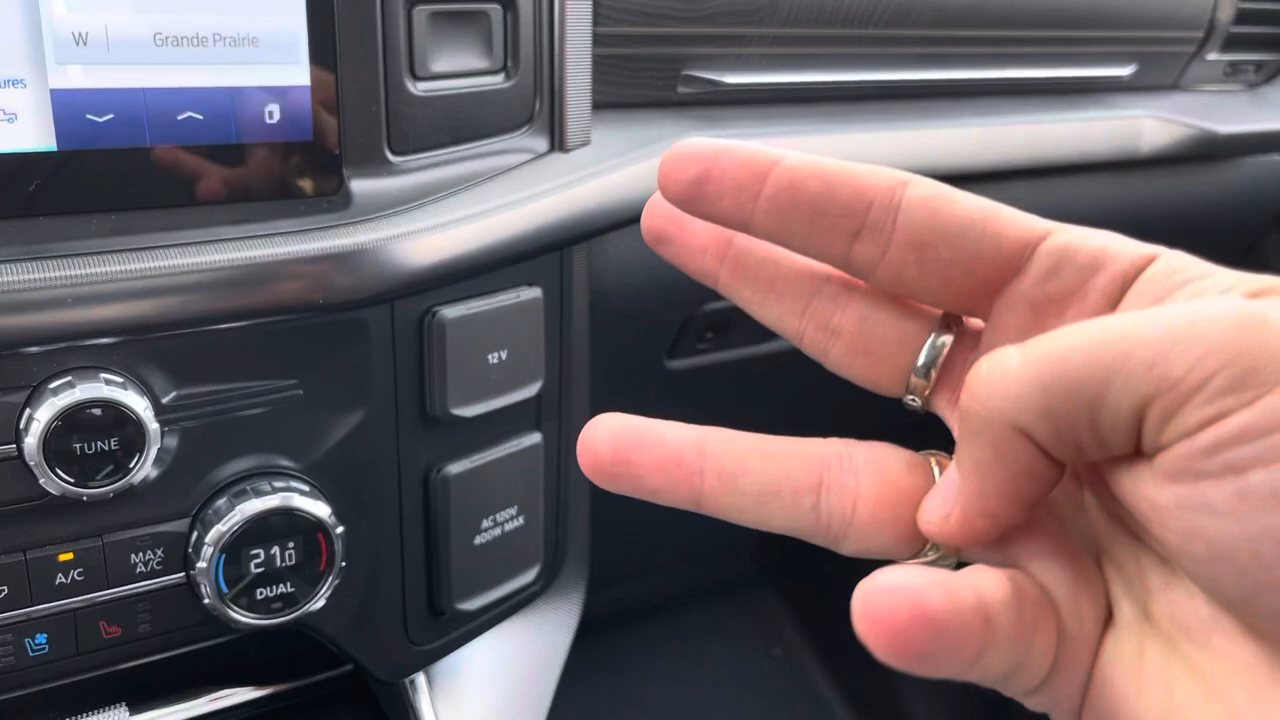 W
Grande Prairie
ures
12 V
TUNE
AC 120V
400W MAX
MAX
A/C
A/C
21.0
DUAL